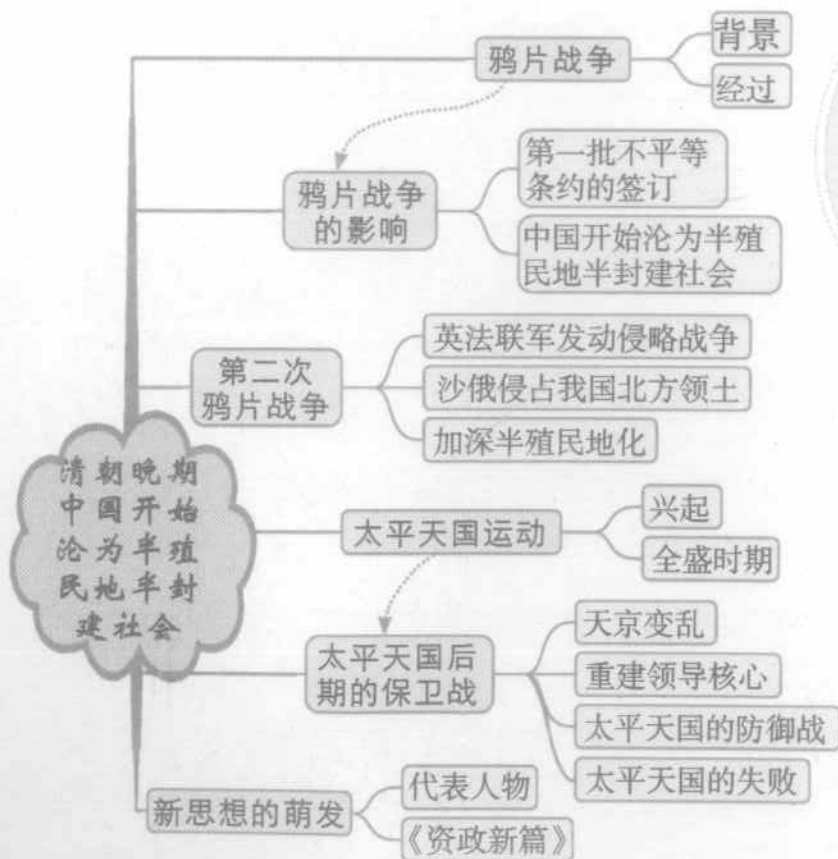 鸦片战争
背景
经过
鸦片战争
的影响
第一批不平等
条约的签订
中国开始沦为半殖
民地半封建社会
第二次
鸦片战争
英法联军发动侵略战争
沙俄侵占我国北方领土
加深半殖民地化
清朝晚期
中国开始
沦为半殖
民地半封
建社会
太平天国运动
兴起
全盛时期
太平天国后
期的保卫战
天京变乱
重建领导核心
太平天国的防御战
太平天国的失败
新思想的萌发
代表人物
《资政新篇》